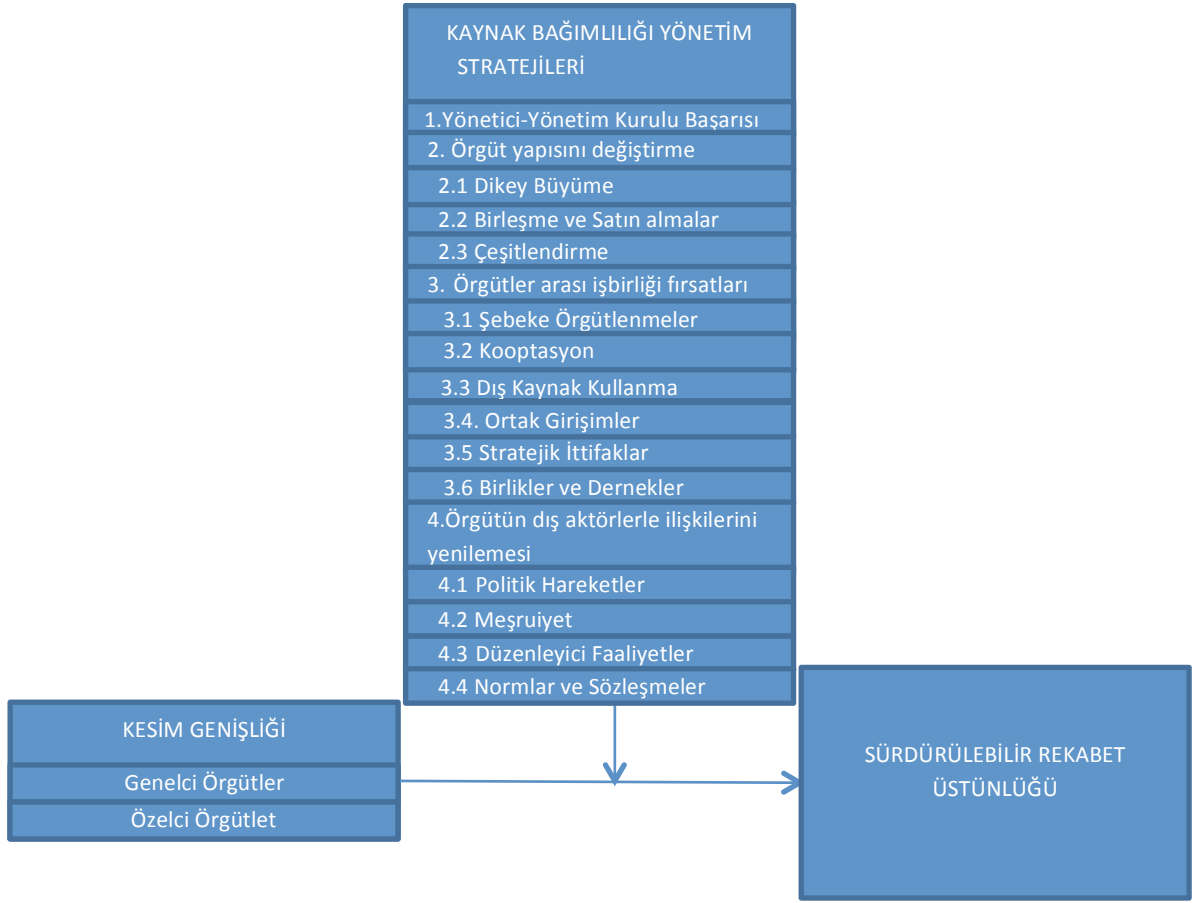 KAYNAK BAĞIMLILIĞI YÖNETİM
STRATEJİLERİ
1.Yönetici-Yönetim Kurulu Başarısı
2. Örgüt yapısını değiştirme
2.1 Dikey Büyüme
2.2 Birleşme ve Satın almalar
2.3 Çeşitlendirme
3. Örgütler arası işbirliği fırsatları
3.1 Şebeke Örgütlenmeler
3.2 Kooptasyon
3.3 Dış Kaynak Kullanma
3.4. Ortak Girişimler
3.5 Stratejik İttifaklar
3.6 Birlikler ve Dernekler
4.Örgütün dış aktörlerle ilişkilerini
yenilemesi
4.1 Politik Hareketler
4.2 Meşruiyet
4.3 Düzenleyici Faaliyetler
4.4 Normlar ve Sözleşmeler
KESİM GENİŞLİĞİ
Genelci Örgütler
Özelci Örgütlet
SÜRDÜRÜLEBİLİR REKABET
ÜSTÜNLÜĞÜ